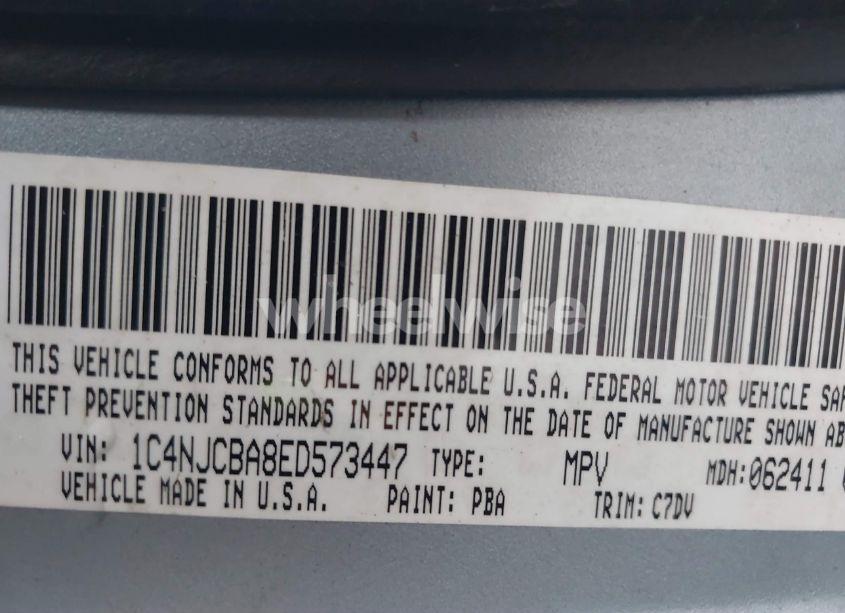 wheelwise
THIS VEHICLE CONFORMS TO ALL APPLICABLE U.S.A. FEDERAL MOTOR VEHICLE
THEFT PREVENTION STANDARDS IN EFFECT ON THE DATE OF MANUFACTURE SHOWN
VIN: 1C4NJCBA8ED573447 TYPE: MPV MDH:062411
VEHICLE MADE IN U.S.A. PAINT: PBA TRIM: C7DV